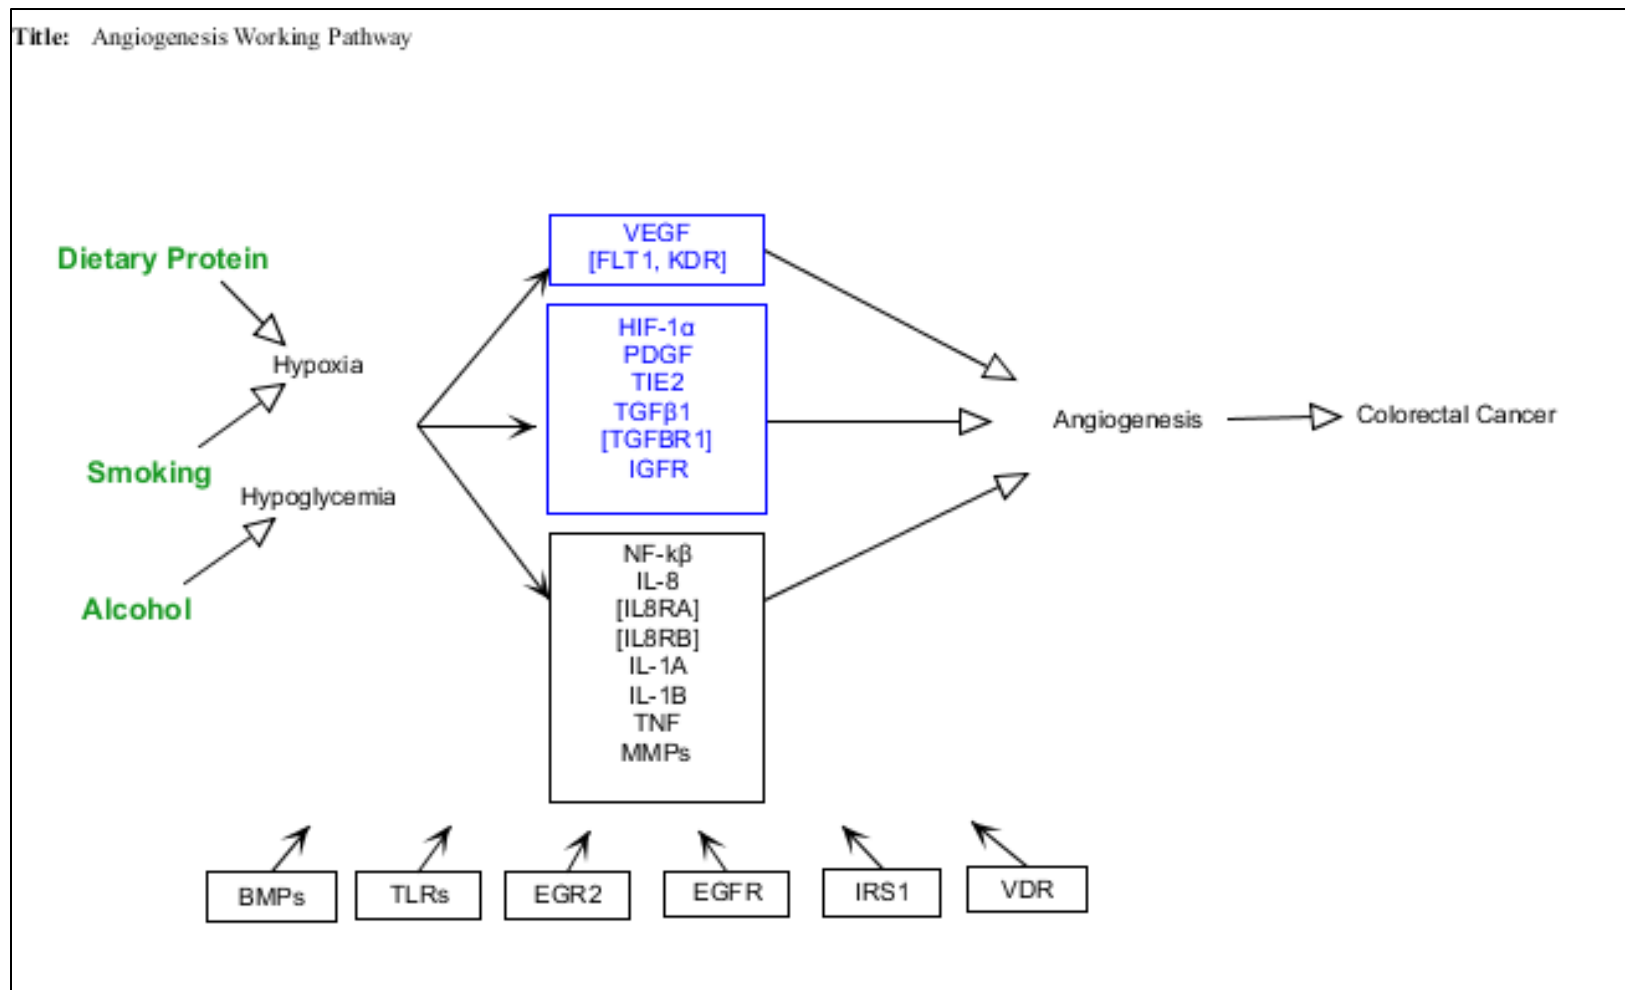 Title: Angiogenesis Working Pathway
Dietary Protein
Hypoxia
Smoking
Hypoglycemia
Alcohol
VEGF
[FLT1, KDR]
HIF-1α
PDGF
TIE2
TGFβ1
[TGFBR1]
IGFR
NF-kβ
IL-8
[IL8RA]
[IL8RB]
IL-1A
IL-1B
TNF
MMPs
Angiogenesis
Colorectal Cancer
BMPs
TLRs
EGR2
EGFR
IRS1
VDR